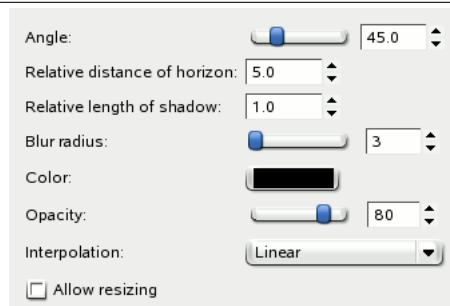 Angle: 45.0
Relative distance of horizon: 5.0
Relative length of shadow: 1.0
Blur radius: 3
Color:
Opacity: 80
Interpolation: Linear
Allow resizing